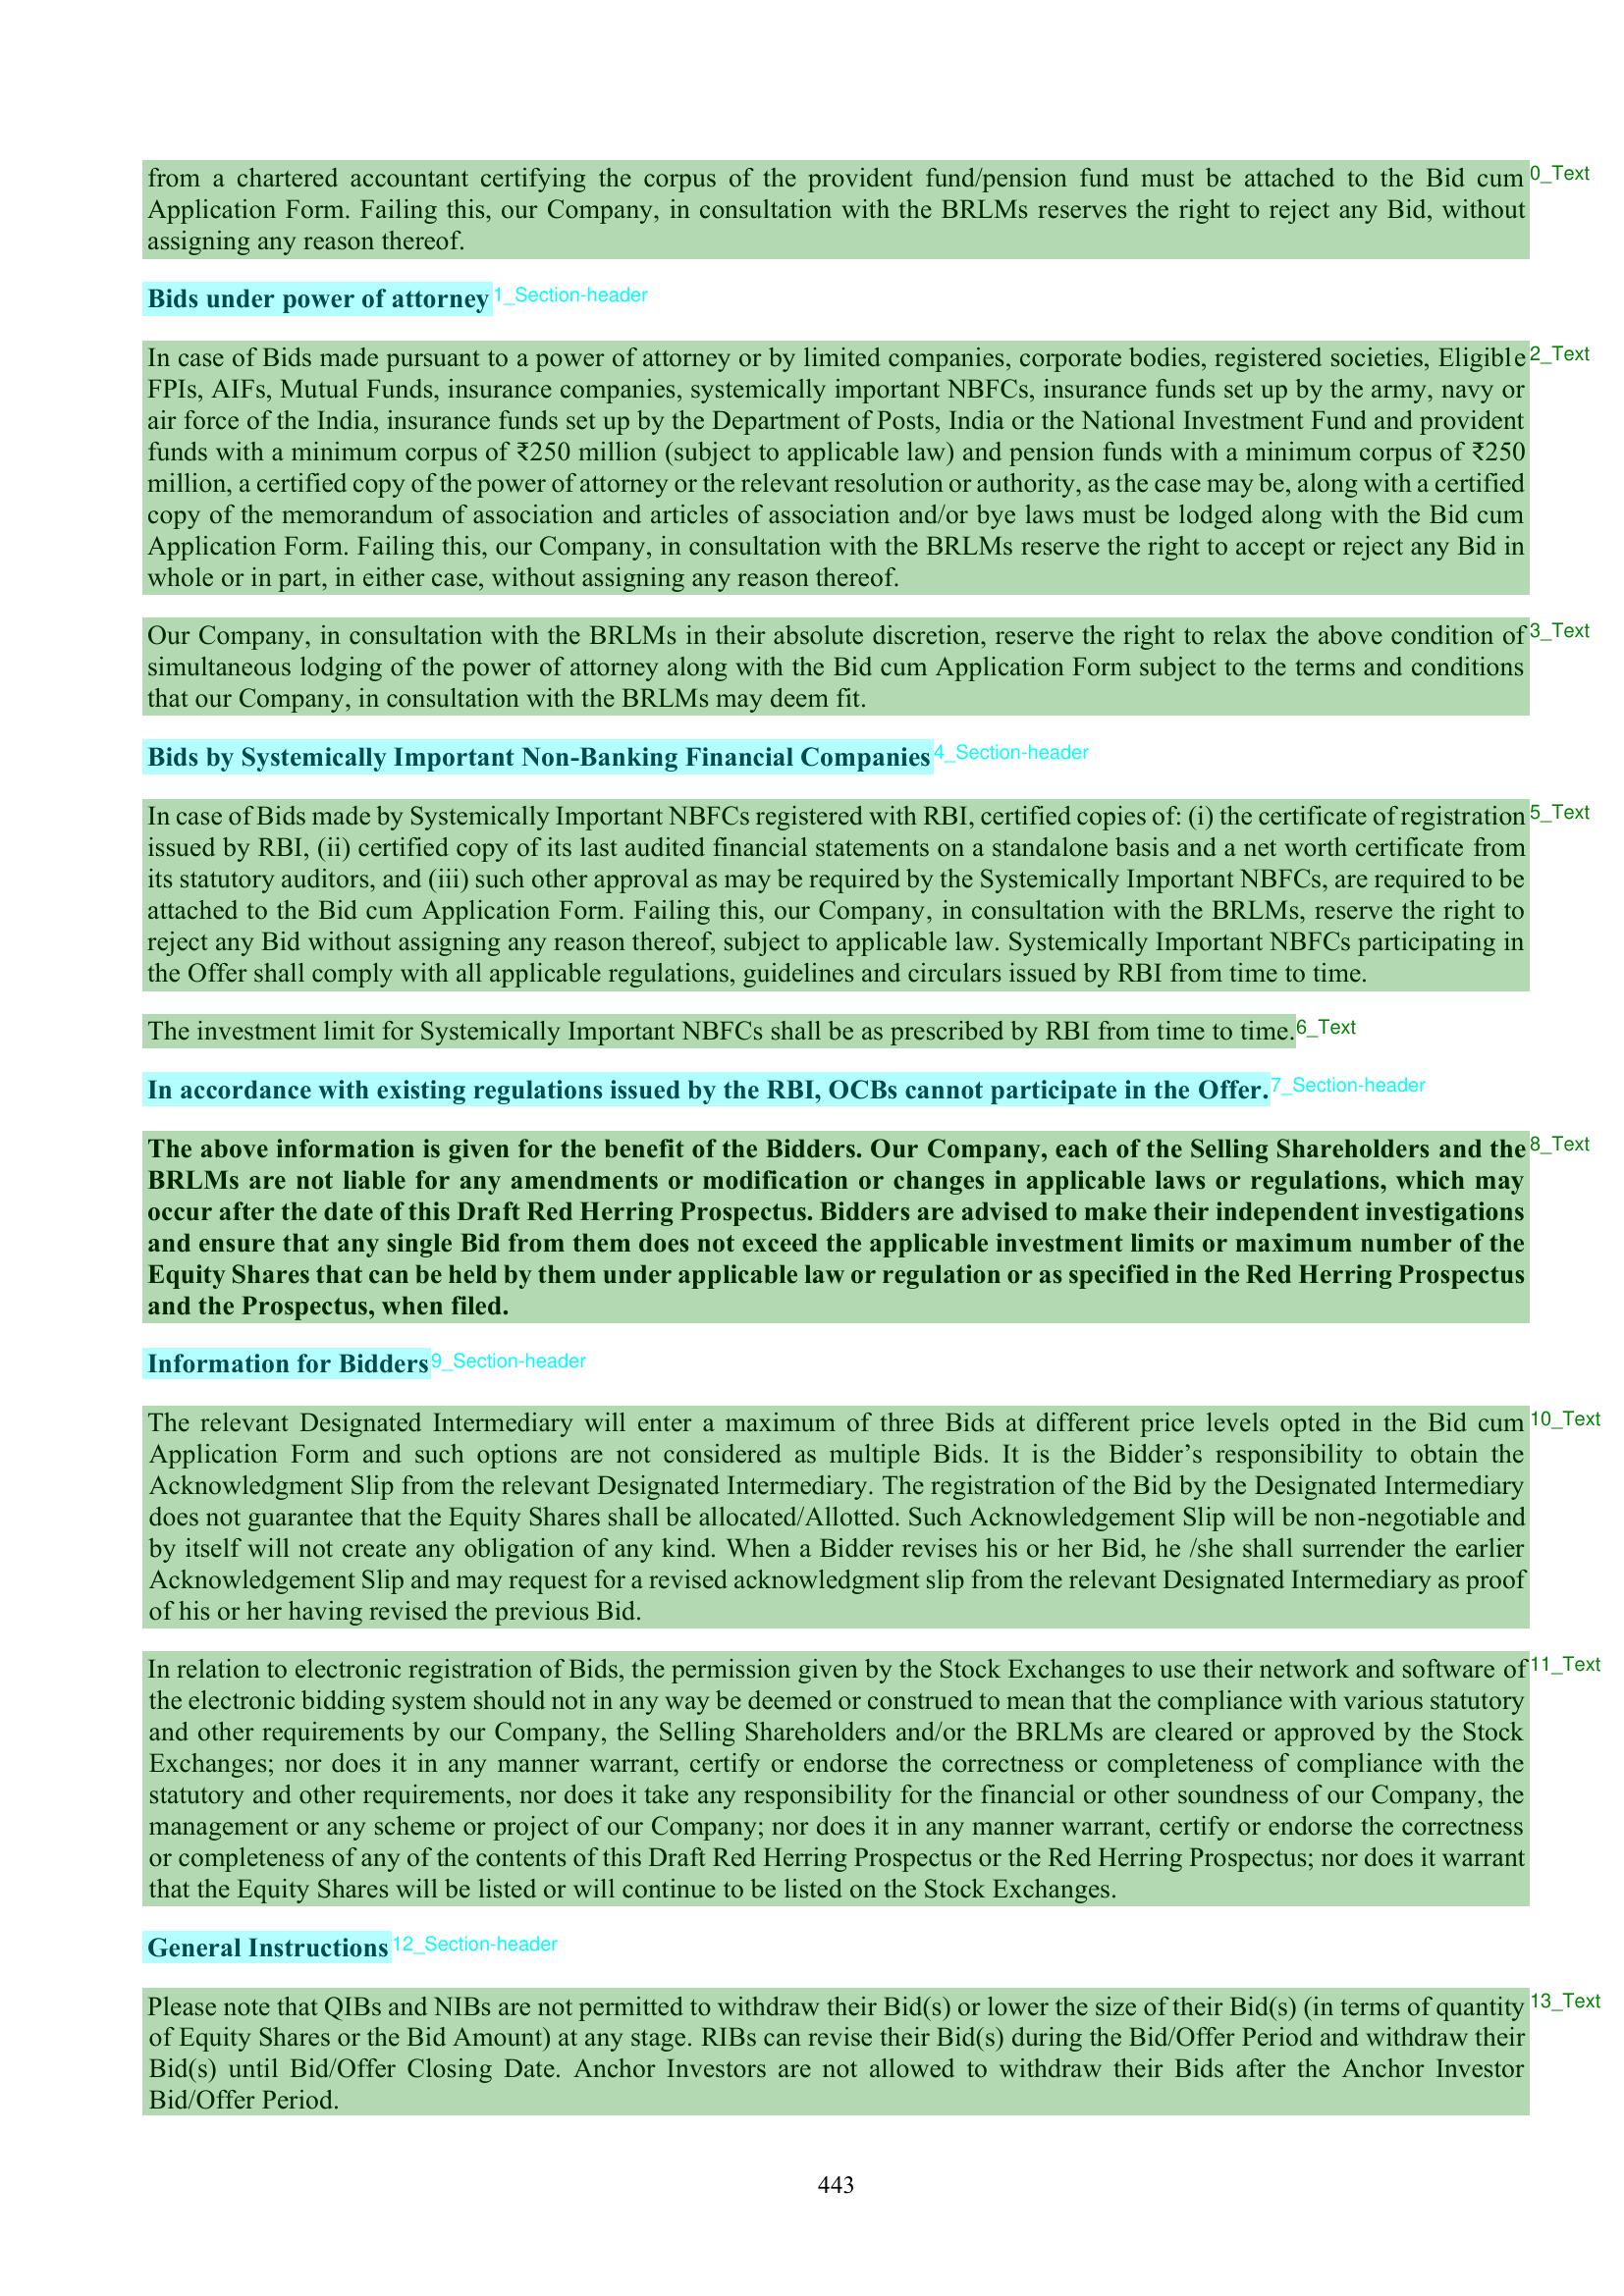 from a chartered accountant certifying the corpus of the provident fund/pension fund must be attached to the Bid cum 0_Text
Application Form. Failing this, our Company, in consultation with the BRLMs reserves the right to reject any Bid, without
assigning any reason thereof.
Bids under power of attorney 1_Section-header
In case of Bids made pursuant to a power of attorney or by limited companies, corporate bodies, registered societies, Eligible 2_Text
FPIs, AIFs, Mutual Funds, insurance companies, systemically important NBFCs, insurance funds set up by the army, navy or
air force of the India, insurance funds set up by the Department of Posts, India or the National Investment Fund and provident
funds with a minimum corpus of ₹250 million (subject to applicable law) and pension funds with a minimum corpus of ₹250
million, a certified copy of the power of attorney or the relevant resolution or authority, as the case may be, along with a certified
copy of the memorandum of association and articles of association and/or bye laws must be lodged along with the Bid cum
Application Form. Failing this, our Company, in consultation with the BRLMs reserve the right to accept or reject any Bid in
whole or in part, in either case, without assigning any reason thereof.
Our Company, in consultation with the BRLMs in their absolute discretion, reserve the right to relax the above condition of 3_Text
simultaneous lodging of the power of attorney along with the Bid cum Application Form subject to the terms and conditions
that our Company, in consultation with the BRLMs may deem fit.
Bids by Systemically Important Non-Banking Financial Companies 4_Section-header
In case of Bids made by Systemically Important NBFCs registered with RBI, certified copies of: (i) the certificate of registration 5_Text
issued by RBI, (ii) certified copy of its last audited financial statements on a standalone basis and a net worth certificate from
its statutory auditors, and (iii) such other approval as may be required by the Systemically Important NBFCs, are required to be
attached to the Bid cum Application Form. Failing this, our Company, in consultation with the BRLMs, reserve the right to
reject any Bid without assigning any reason thereof, subject to applicable law. Systemically Important NBFCs participating in
the Offer shall comply with all applicable regulations, guidelines and circulars issued by RBI from time to time.
The investment limit for Systemically Important NBFCs shall be as prescribed by RBI from time to time. 6_Text
In accordance with existing regulations issued by the RBI, OCBs cannot participate in the Offer. 7_Section-header
The above information is given for the benefit of the Bidders. Our Company, each of the Selling Shareholders and the 8_Text
BRLMs are not liable for any amendments or modification or changes in applicable laws or regulations, which may
occur after the date of this Draft Red Herring Prospectus. Bidders are advised to make their independent investigations
and ensure that any single Bid from them does not exceed the applicable investment limits or maximum number of the
Equity Shares that can be held by them under applicable law or regulation or as specified in the Red Herring Prospectus
and the Prospectus, when filed.
Information for Bidders 9_Section-header
The relevant Designated Intermediary will enter a maximum of three Bids at different price levels opted in the Bid cum 10_Text
Application Form and such options are not considered as multiple Bids. It is the Bidder’s responsibility to obtain the
Acknowledgment Slip from the relevant Designated Intermediary. The registration of the Bid by the Designated Intermediary
does not guarantee that the Equity Shares shall be allocated/Allotted. Such Acknowledgement Slip will be non-negotiable and
by itself will not create any obligation of any kind. When a Bidder revises his or her Bid, he /she shall surrender the earlier
Acknowledgement Slip and may request for a revised acknowledgment slip from the relevant Designated Intermediary as proof
of his or her having revised the previous Bid.
In relation to electronic registration of Bids, the permission given by the Stock Exchanges to use their network and software of 11_Text
the electronic bidding system should not in any way be deemed or construed to mean that the compliance with various statutory
and other requirements by our Company, the Selling Shareholders and/or the BRLMs are cleared or approved by the Stock
Exchanges; nor does it in any manner warrant, certify or endorse the correctness or completeness of compliance with the
statutory and other requirements, nor does it take any responsibility for the financial or other soundness of our Company, the
management or any scheme or project of our Company; nor does it in any manner warrant, certify or endorse the correctness
or completeness of any of the contents of this Draft Red Herring Prospectus or the Red Herring Prospectus; nor does it warrant
that the Equity Shares will be listed or will continue to be listed on the Stock Exchanges.
General Instructions 12_Section-header
Please note that QIBs and NIBs are not permitted to withdraw their Bid(s) or lower the size of their Bid(s) (in terms of quantity 13_Text
of Equity Shares or the Bid Amount) at any stage. RIBs can revise their Bid(s) during the Bid/Offer Period and withdraw their
Bid(s) until Bid/Offer Closing Date. Anchor Investors are not allowed to withdraw their Bids after the Anchor Investor
Bid/Offer Period.
443